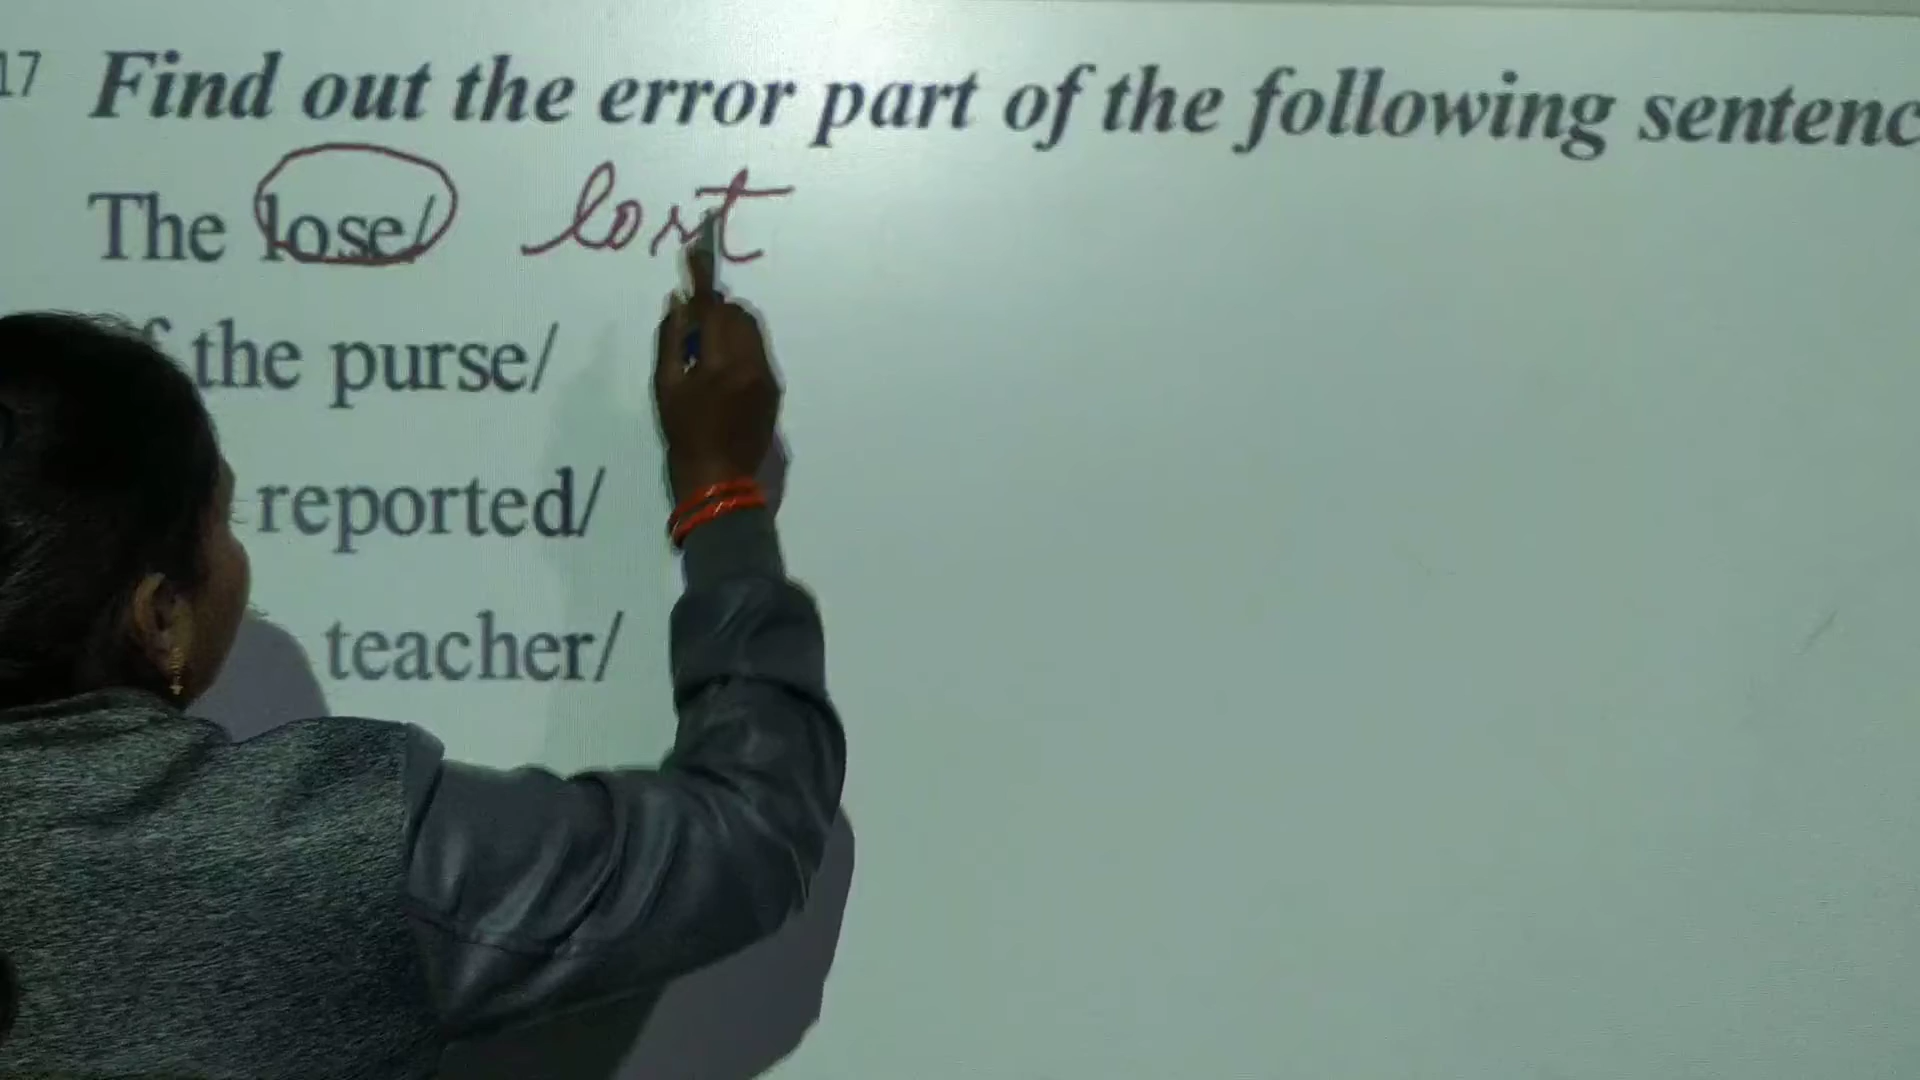 17 Find out the error part of the following sentenc
The lose/ lost
the purse/
reported/
teacher/